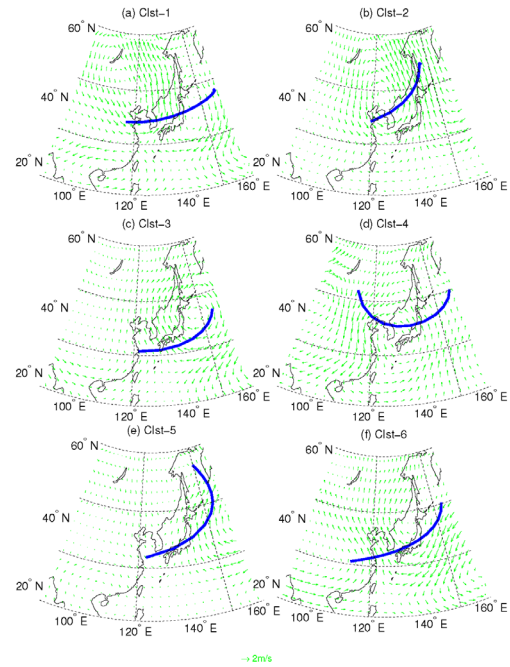 (a) Clst−1
60° N
40° N
20° N
100° E
120° E
140° E
160° E
(b) Clst−2
60° N
40° N
20° N
100° E
120° E
140° E
160° E
(c) Clst−3
60° N
40° N
20° N
100° E
120° E
140° E
160° E
(d) Clst−4
60° N
40° N
20° N
100° E
120° E
140° E
160° E
(e) Clst−5
60° N
40° N
20° N
100° E
120° E
140° E
160° E
(f) Clst−6
60° N
40° N
20° N
100° E
120° E
140° E
160° E
→ 2m/s